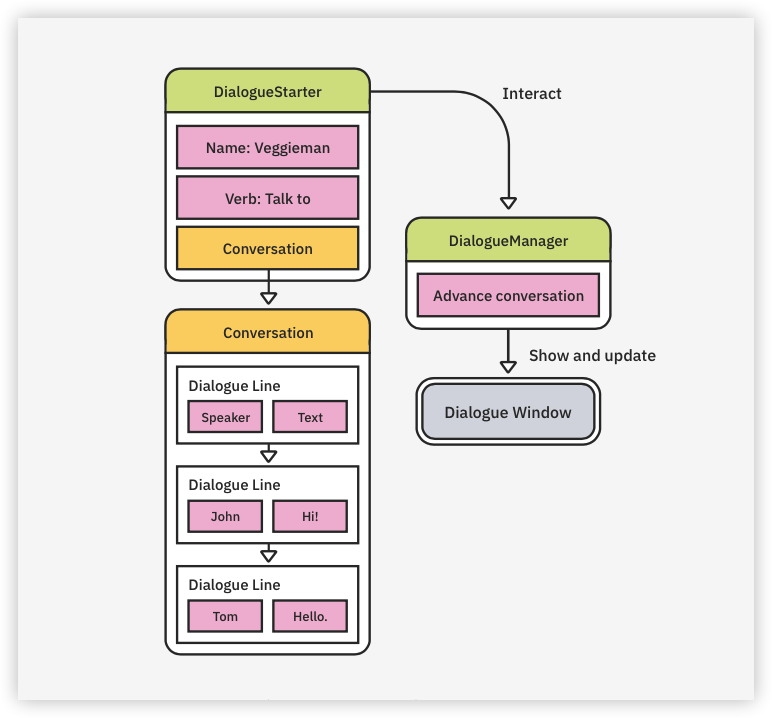 DialogueStarter
Name: Veggieman
Verb: Talk to
Conversation
Interact
DialogueManager
Advance conversation
Show and update
Dialogue Window
Conversation
Dialogue Line
Speaker
Text
Dialogue Line
John
Hi!
Dialogue Line
Tom
Hello.